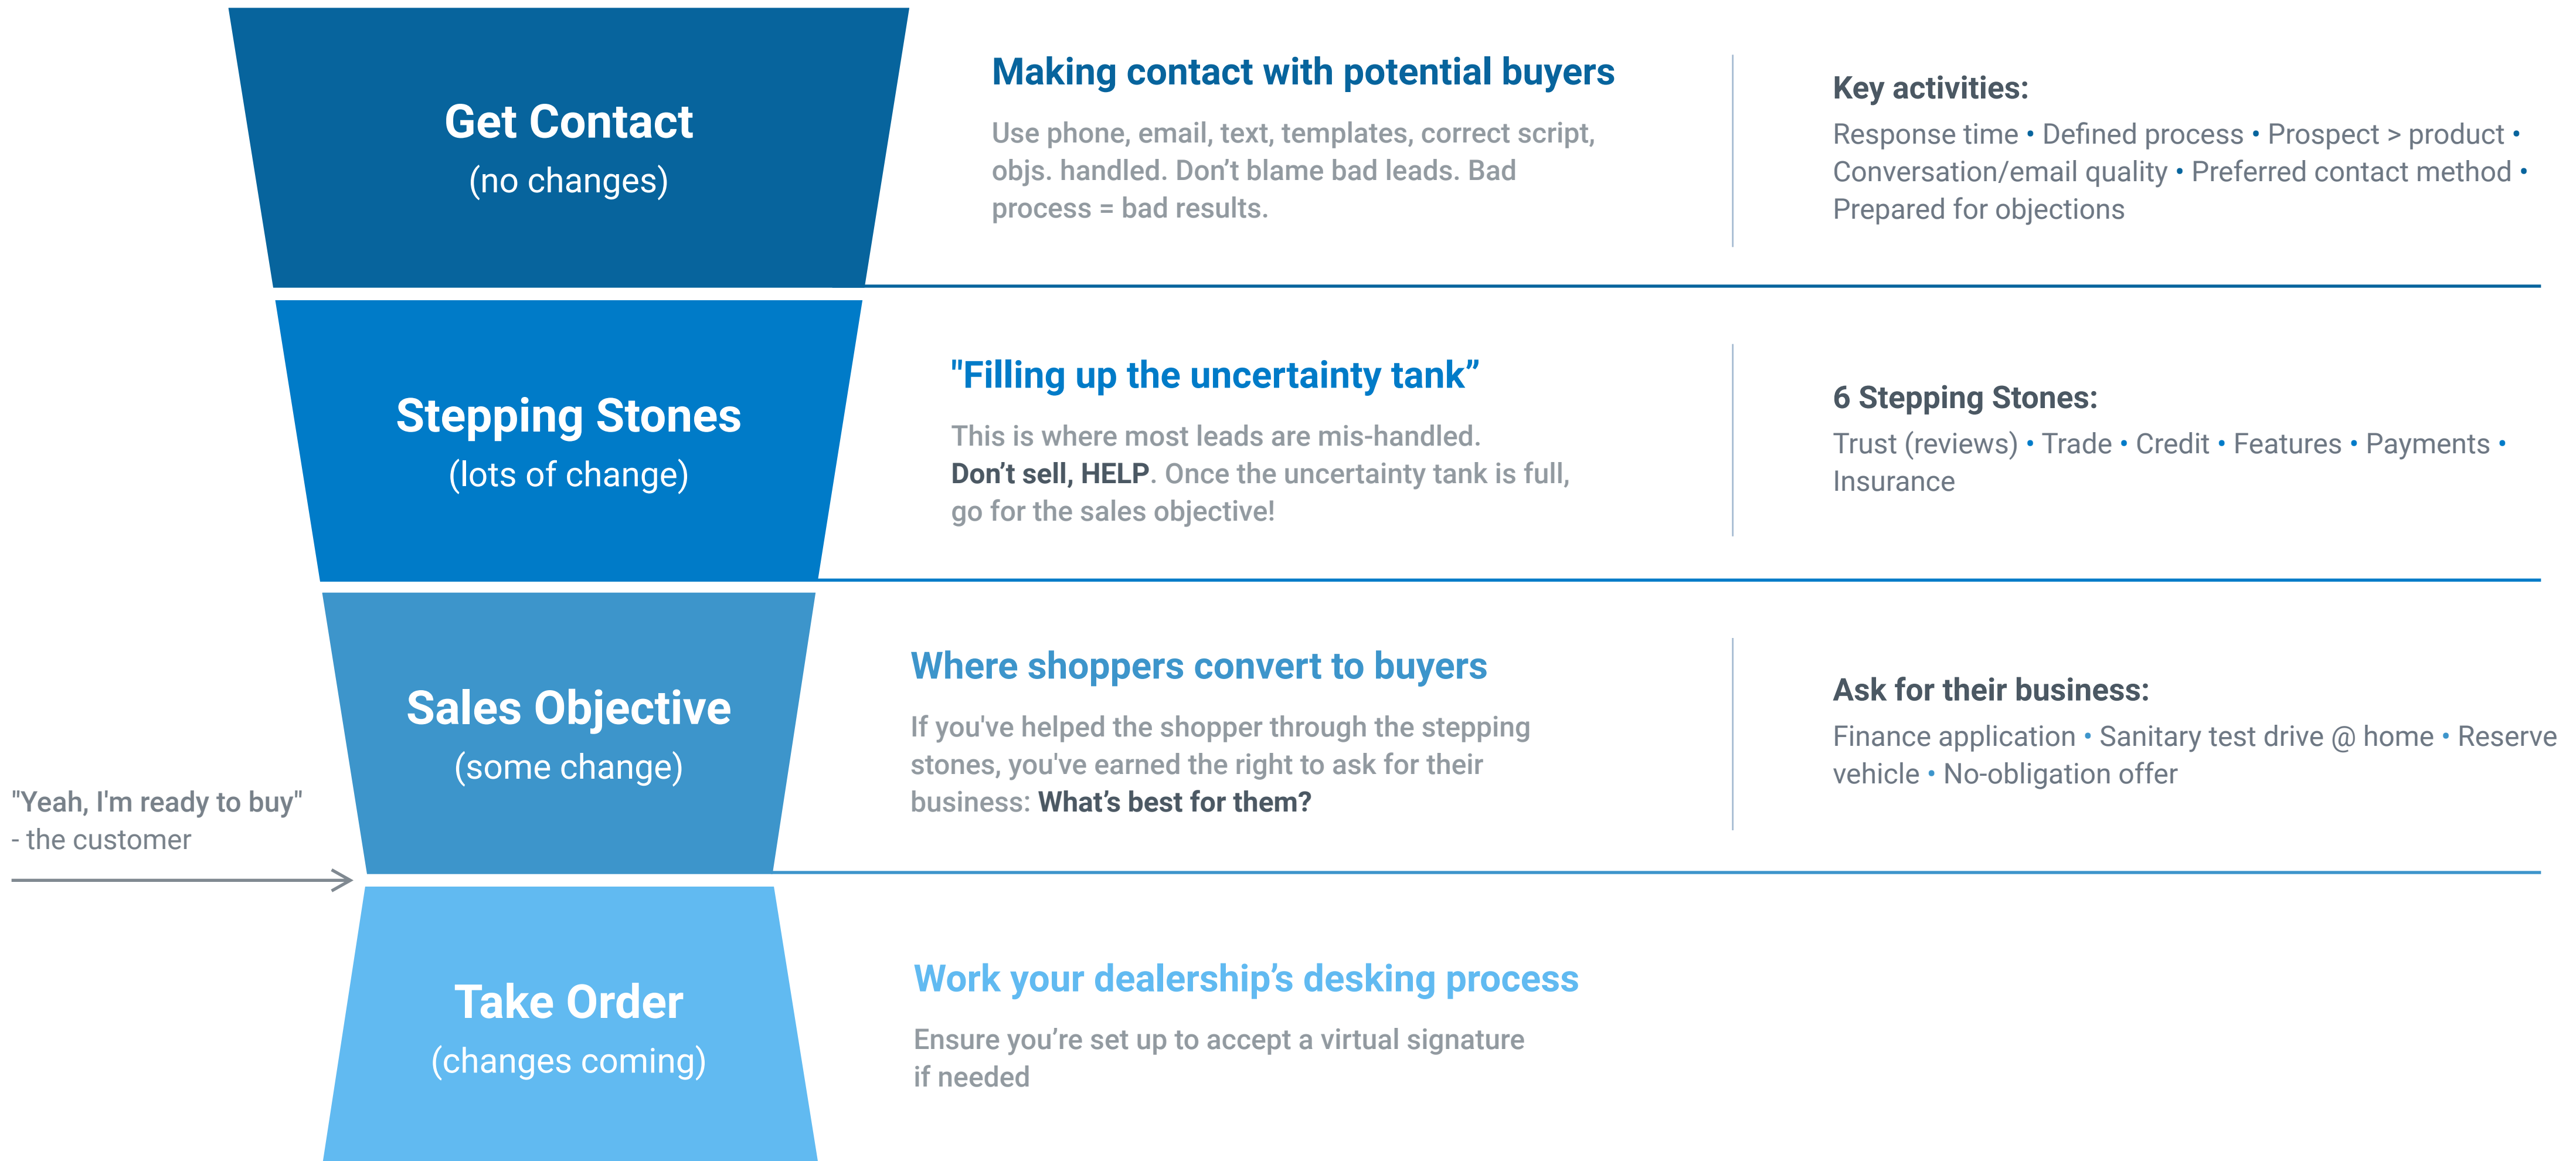 Get Contact
(no changes)
Making contact with potential buyers
Use phone, email, text, templates, correct script,
objs. handled. Don’t blame bad leads. Bad
process = bad results.
Key activities:
Response time • Defined process • Prospect > product •
Conversation/email quality • Preferred contact method •
Prepared for objections
Stepping Stones
(lots of change)
"Filling up the uncertainty tank”
This is where most leads are mis-handled.
Don’t sell, HELP. Once the uncertainty tank is full,
go for the sales objective!
6 Stepping Stones:
Trust (reviews) • Trade • Credit • Features • Payments •
Insurance
Sales Objective
(some change)
Where shoppers convert to buyers
If you've helped the shopper through the stepping
stones, you've earned the right to ask for their
business: What’s best for them?
Ask for their business:
Finance application • Sanitary test drive @ home • Reserve
vehicle • No-obligation offer
"Yeah, I'm ready to buy"
- the customer
Take Order
(changes coming)
Work your dealership’s desking process
Ensure you’re set up to accept a virtual signature
if needed